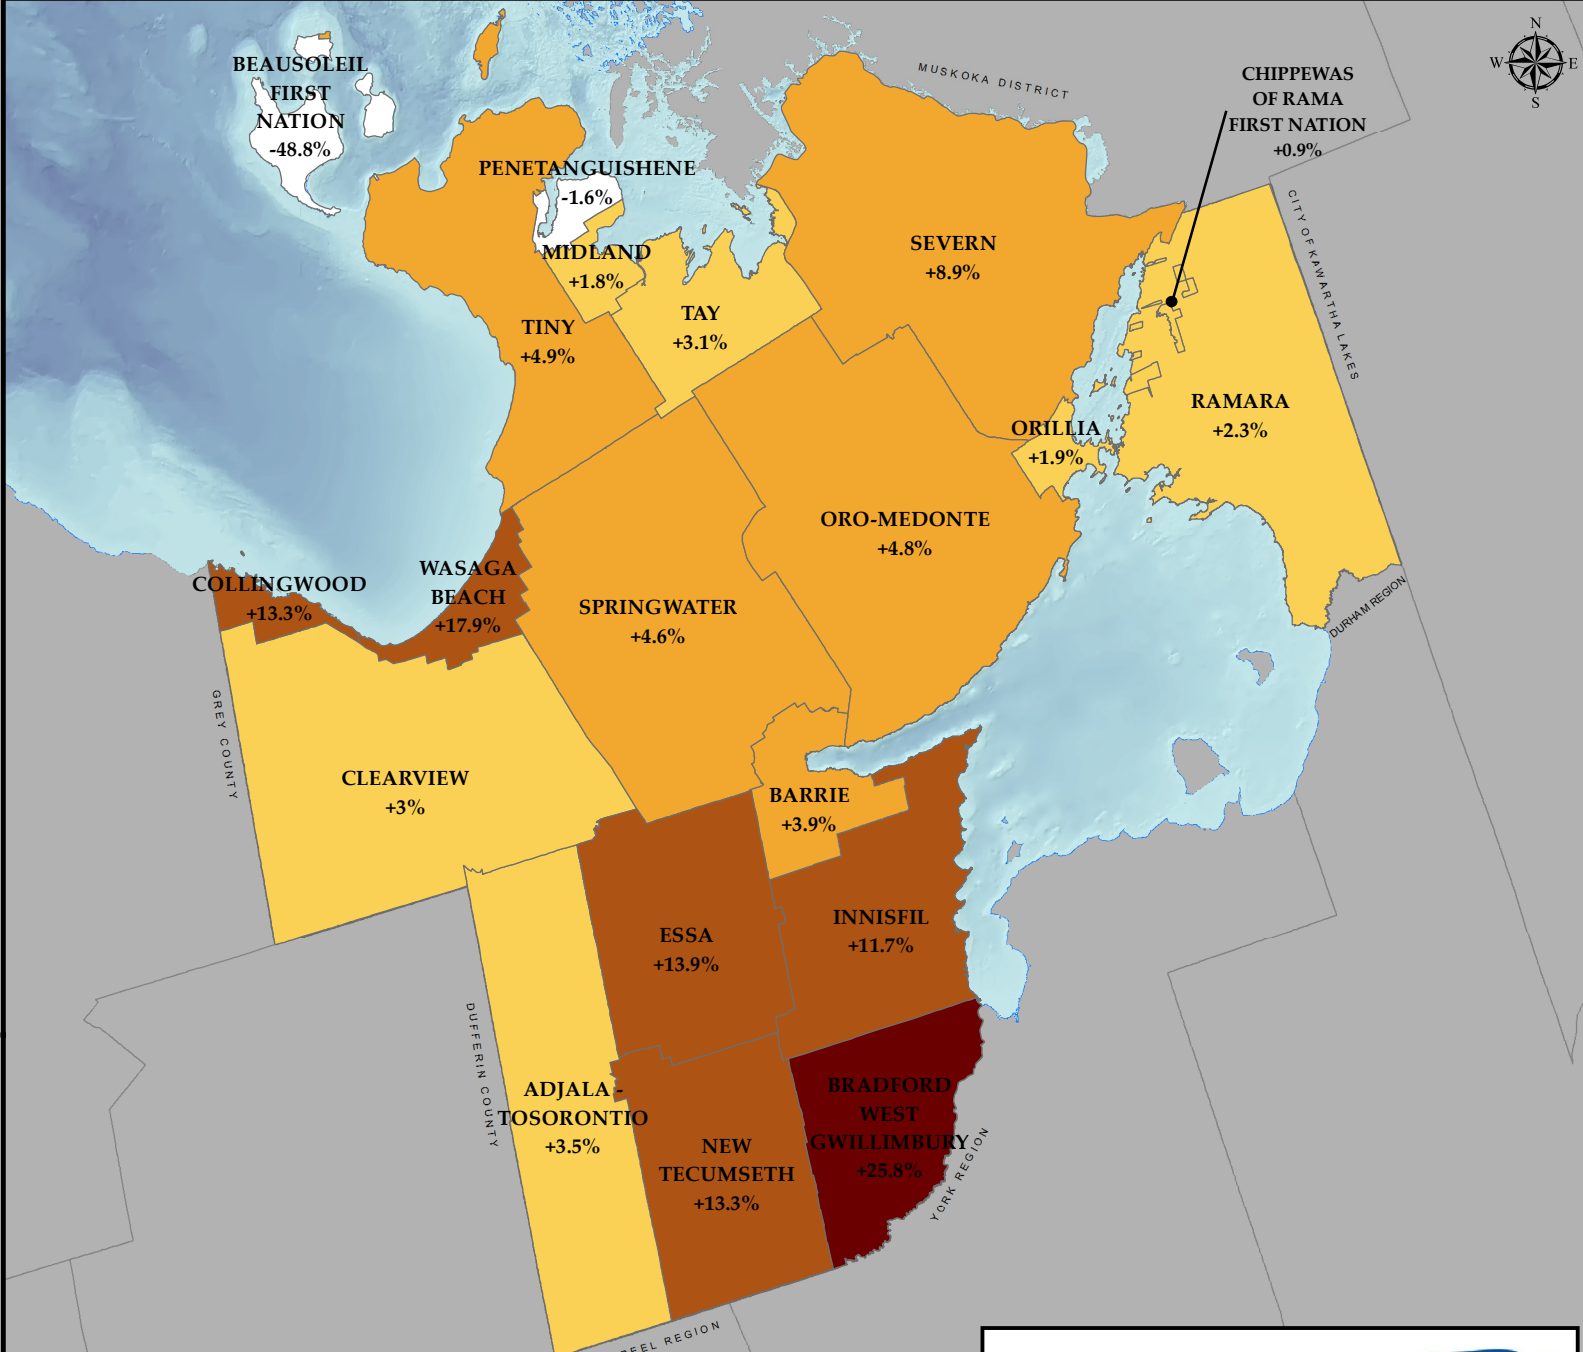 N
W E
S
BEAUSOLEIL
FIRST
NATION
-48.8%
MUSKOKA DISTRICT
CHIPPEWAS
OF RAMA
FIRST NATION
+0.9%
PENETANGUISHENE
-1.6%
CITY OF KAWARTHA LAKES
MIDLAND
+1.8%
SEVERN
+8.9%
TAY
+3.1%
TINY
+4.9%
RAMARA
+2.3%
ORILLIA
+1.9%
ORO-MEDONTE
+4.8%
WASAGA
BEACH
+17.9%
COLLINGWOOD
+13.3%
SPRINGWATER
+4.6%
DURHAM REGION
GREY COUNTY
CLEARVIEW
+3%
BARRIE
+3.9%
INNISFIL
+11.7%
ESSA
+13.9%
DUFFERIN COUNTY
ADJALA -
TOSORONTIO
+3.5%
BRADFORD
WEST
GWILLIMBURY
+25.8%
NEW
TECUMSETH
+13.3%
YORK REGION
PEEL REGION